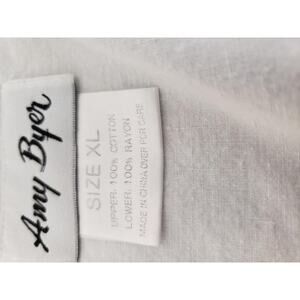 Amy Byer
SIZE XL
UPPER: 100% COTTON
LOWER: 100% RAYON
MADE IN CHINA OVER FOR CARE